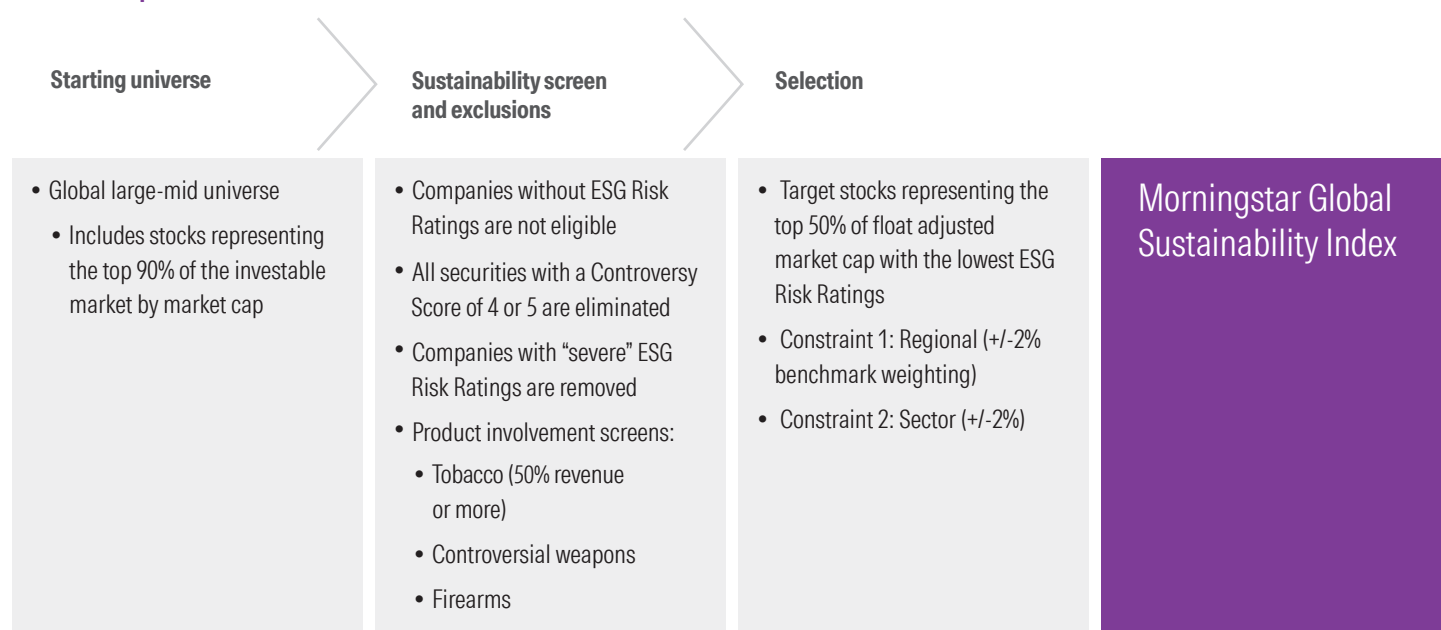 Starting universe
Sustainability screen
and exclusions
Selection
• Global large-mid universe
• Includes stocks representing
the top 90% of the investable
market by market cap
• Companies without ESG Risk
Ratings are not eligible
• All securities with a Controversy
Score of 4 or 5 are eliminated
• Companies with “severe” ESG
Risk Ratings are removed
• Product involvement screens:
• Tobacco (50% revenue
or more)
• Controversial weapons
• Firearms
• Target stocks representing the
top 50% of float adjusted
market cap with the lowest ESG
Risk Ratings
• Constraint 1: Regional (+/-2%
benchmark weighting)
• Constraint 2: Sector (+/-2%)
Morningstar Global
Sustainability Index